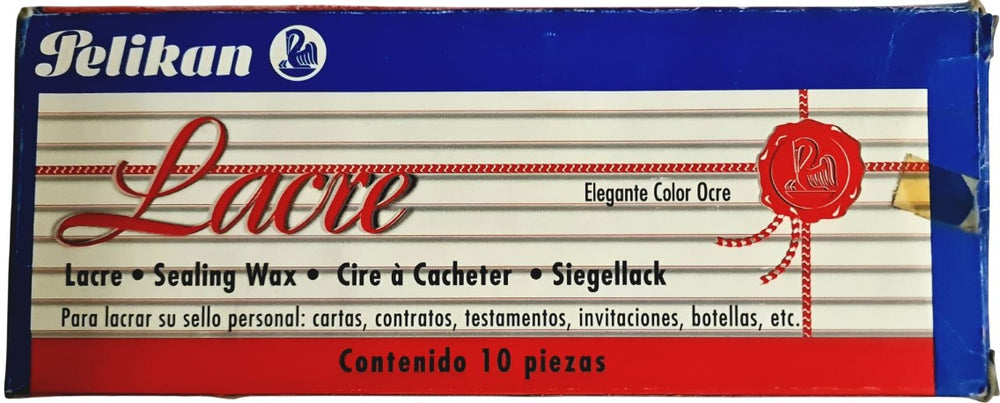 Pelikan
Lacre
Elegante Color Ocre
Lacre • Sealing Wax • Cire à Cacheter • Siegellack
Para lacrar su sello personal: cartas, contratos, testamentos, invitaciones, botellas, etc.
Contenido 10 piezas